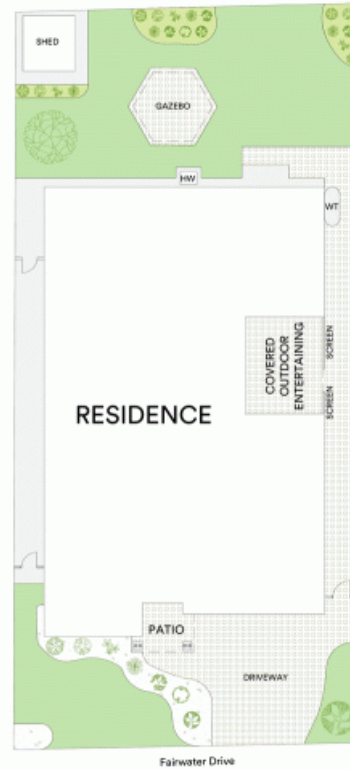 SHED
GAZEBO
HW
WT
COVERED
OUTDOOR
ENTERTAINING
SCREEN
SCREEN
RESIDENCE
PATIO
DRIVEWAY
Fairwater Drive